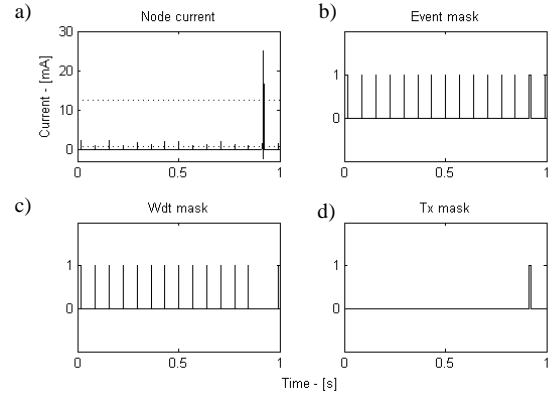 a)
Node current
Current - [mA]
30
20
10
0
0
0.5
1
b)
Event mask
1
0
0
0.5
1
c)
Wdt mask
1
0
0
0.5
1
d)
Tx mask
1
0
0
0.5
1
Time - [s]